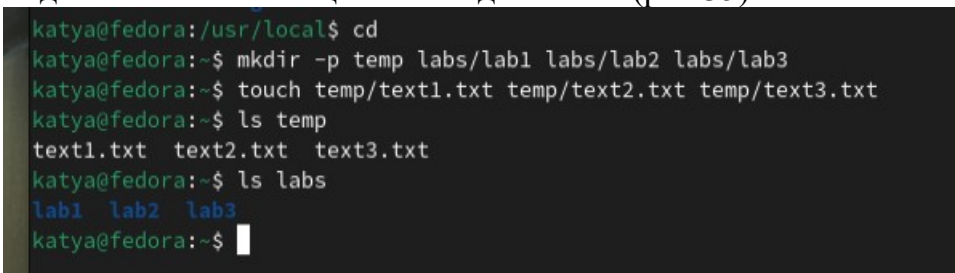 katya@fedora:/usr/local$ cd
katya@fedora:~$ mkdir -p temp labs/lab1 labs/lab2 labs/lab3
katya@fedora:~$ touch temp/text1.txt temp/text2.txt temp/text3.txt
katya@fedora:~$ ls temp
text1.txt  text2.txt  text3.txt
katya@fedora:~$ ls labs
lab1  lab2  lab3
katya@fedora:~$